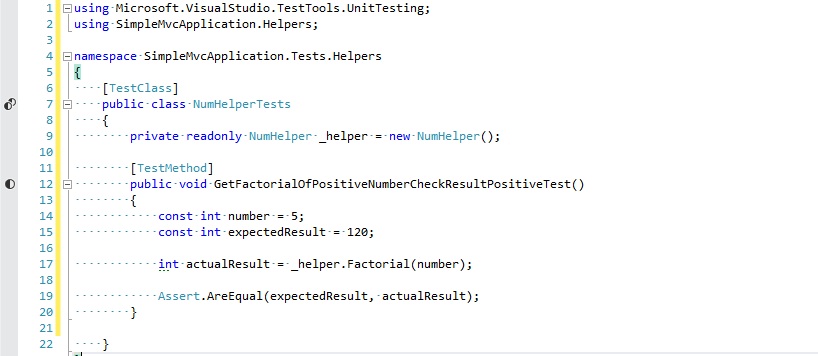 1 using Microsoft.VisualStudio.TestTools.UnitTesting;
2 using SimpleMvcApplication.Helpers;
3
4 namespace SimpleMvcApplication.Tests.Helpers
5 {
6     [TestClass]
7     public class NumHelperTests
8     {
9         private readonly NumHelper _helper = new NumHelper();
10
11         [TestMethod]
12         public void GetFactorialOfPositiveNumberCheckResultPositiveTest()
13         {
14             const int number = 5;
15             const int expectedResult = 120;
16
17             int actualResult = _helper.Factorial(number);
18
19             Assert.AreEqual(expectedResult, actualResult);
20         }
21
22     }